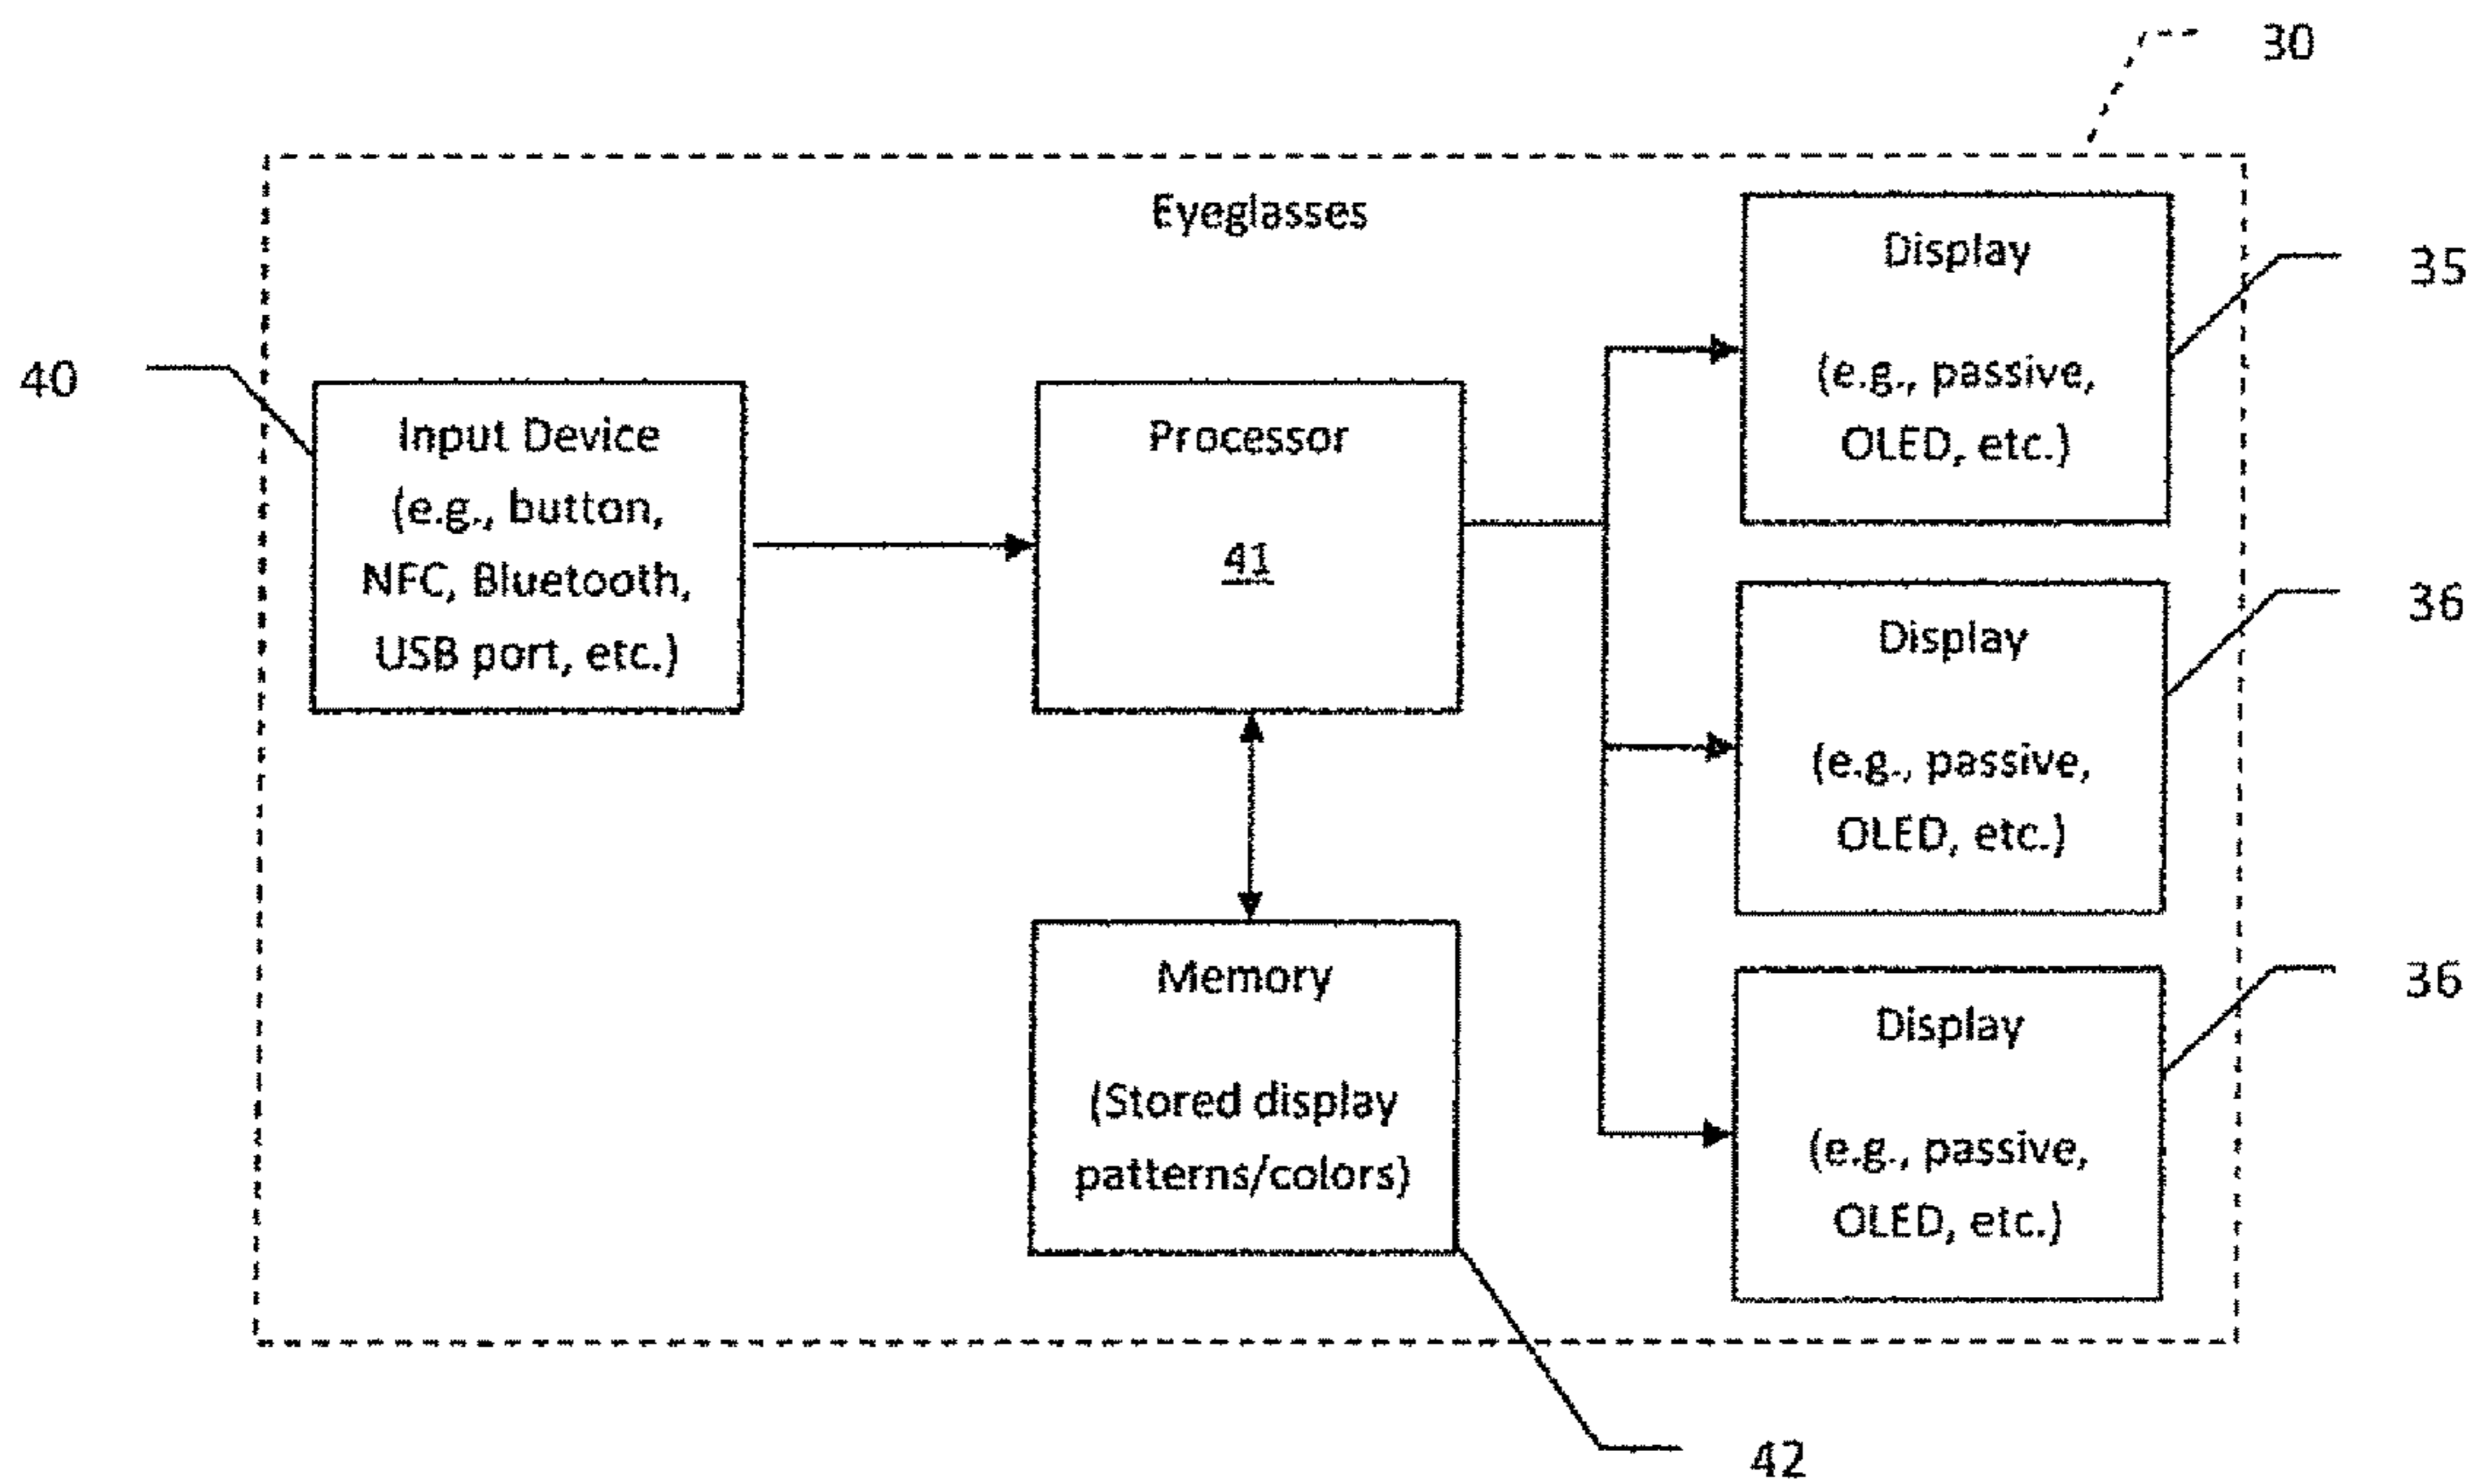 30
Eyeglasses
40
Input Device
(e.g., button,
NFC, Bluetooth,
USB port, etc.)
Processor
41
Memory
(Stored display
patterns/colors)
42
Display
(e.g., passive,
OLED, etc.)
35
Display
(e.g., passive,
OLED, etc.)
36
Display
(e.g., passive,
OLED, etc.)
36